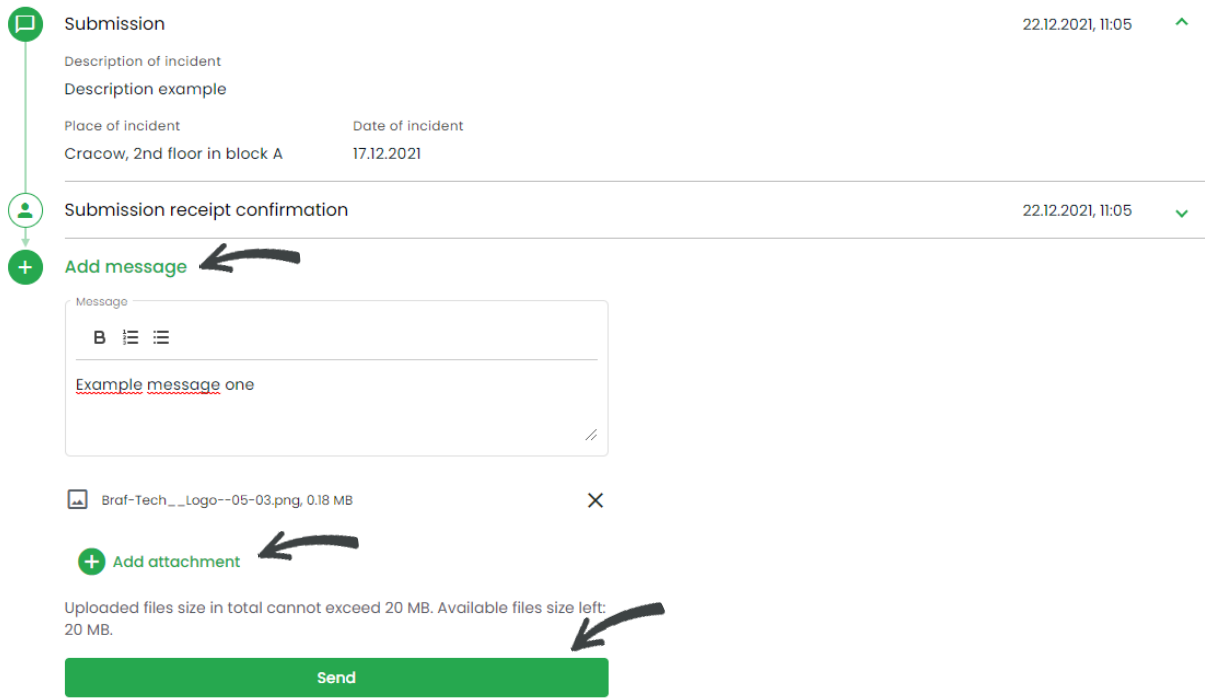 Submission 22.12.2021, 11:05
Description of incident
Description example
Place of incident Date of incident
Cracow, 2nd floor in block A 17.12.2021
Submission receipt confirmation 22.12.2021, 11:05
Add message
Message
B
Example message one
Braf-Tech__Logo--05-03.png, 0.18 MB
Add attachment
Uploaded files size in total cannot exceed 20 MB. Available files size left:
20 MB.
Send